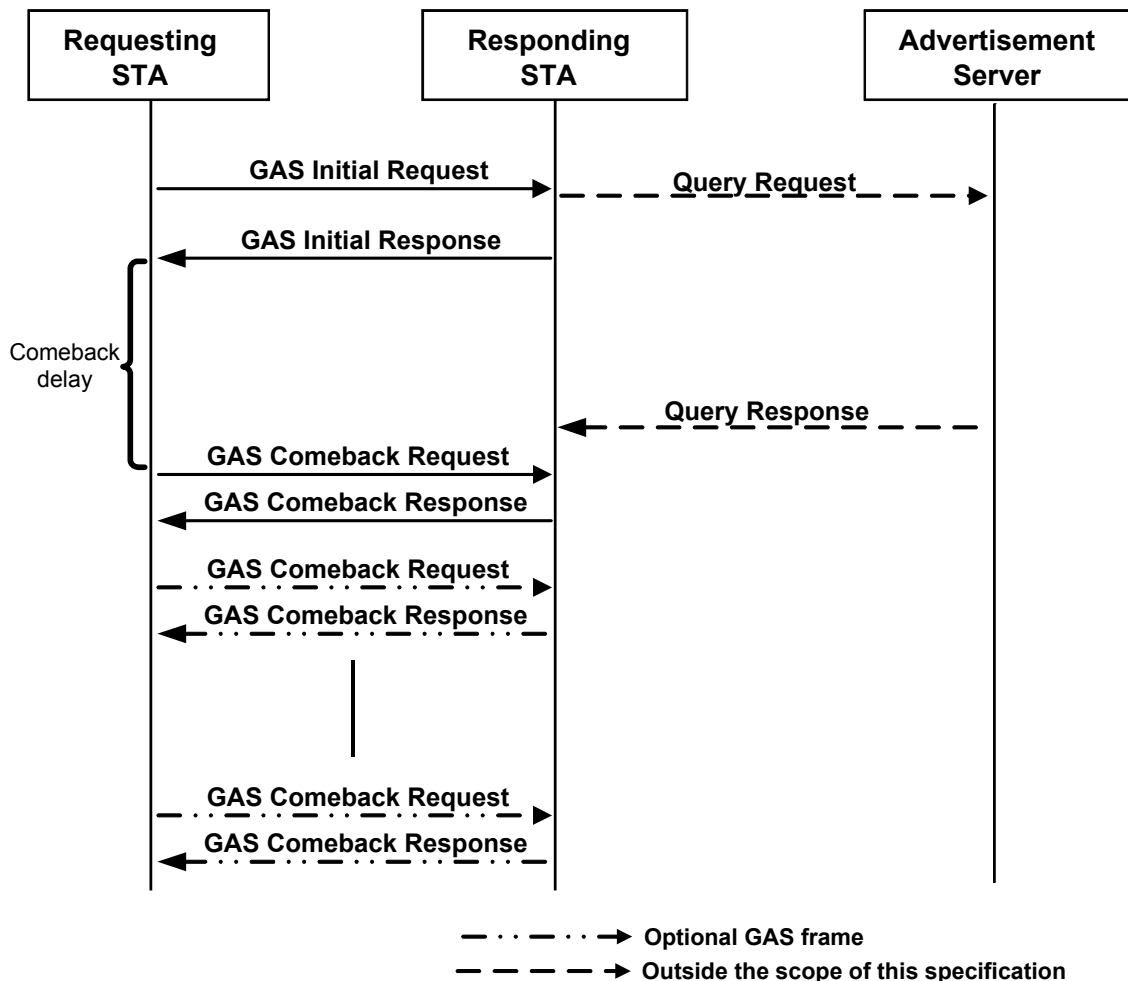 Requesting
STA
Responding
STA
Advertisement
Server
GAS Initial Request
Query Request
GAS Initial Response
Comeback
delay
Query Response
GAS Comeback Request
GAS Comeback Response
GAS Comeback Request
GAS Comeback Response
GAS Comeback Request
GAS Comeback Response
Optional GAS frame
Outside the scope of this specification